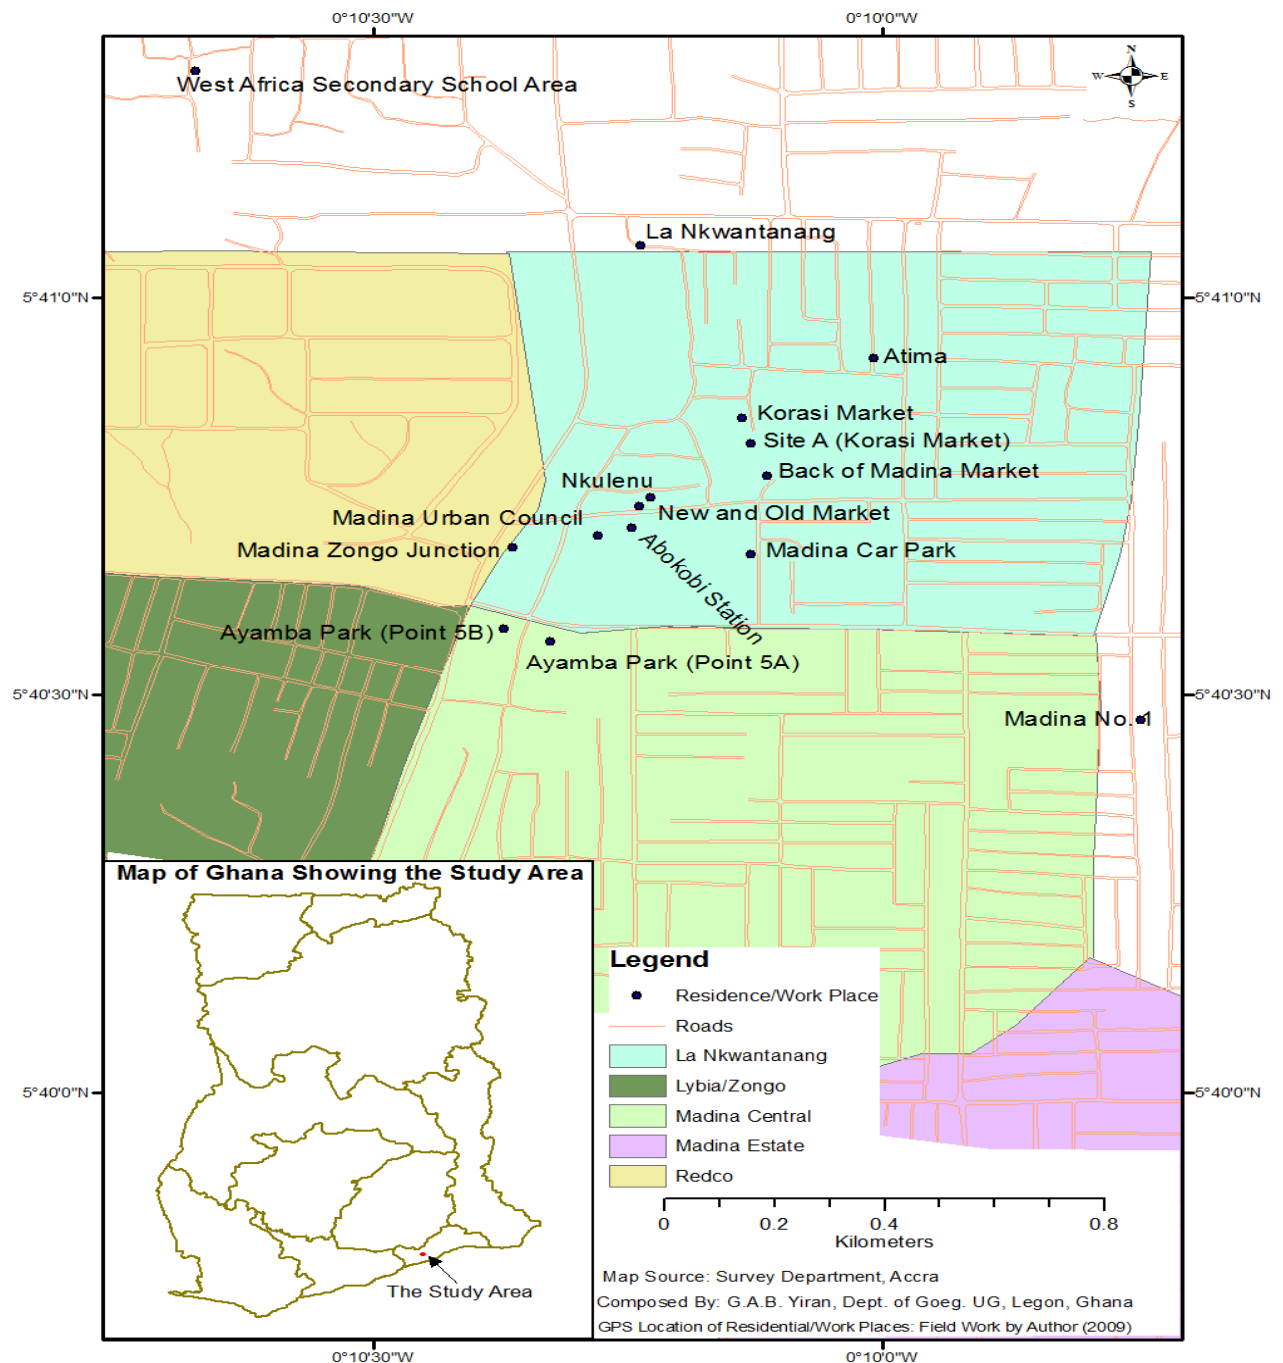 0°10'30"W
0°10'0"W
N
W
E
S
West Africa Secondary School Area
La Nkwantanang
5°41'0"N
5°41'0"N
Atima
Korasi Market
Site A (Korasi Market)
Back of Madina Market
Nkulenu
New and Old Market
Madina Urban Council
Madina Zongo Junction
Abokobi Station
Madina Car Park
Ayamba Park (Point 5B)
Ayamba Park (Point 5A)
5°40'30"N
5°40'30"N
Madina No. 1
Map of Ghana Showing the Study Area
The Study Area
Legend
Residence/Work Place
Roads
La Nkwantanang
Lybia/Zongo
Madina Central
Madina Estate
Redco
5°40'0"N
5°40'0"N
0 0.2 0.4 0.8
Kilometers
Map Source: Survey Department, Accra
Composed By: G.A.B. Yiran, Dept. of Goeg. UG, Legon, Ghana
GPS Location of Residential/Work Places: Field Work by Author (2009)
0°10'30"W
0°10'0"W